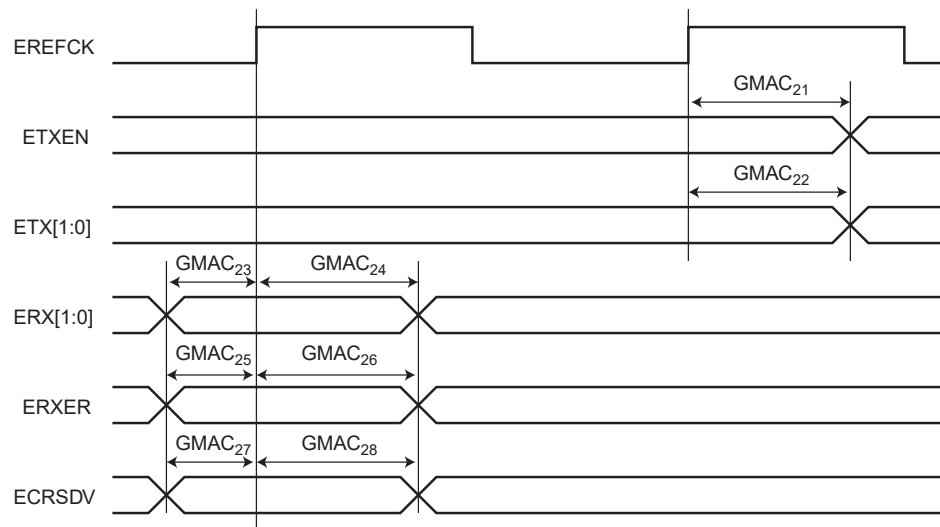 EREFCK
GMAC21
ETXEN
GMAC22
ETX[1:0]
GMAC23 GMAC24
ERX[1:0]
GMAC25 GMAC26
ERXER
GMAC27 GMAC28
ECRSDV